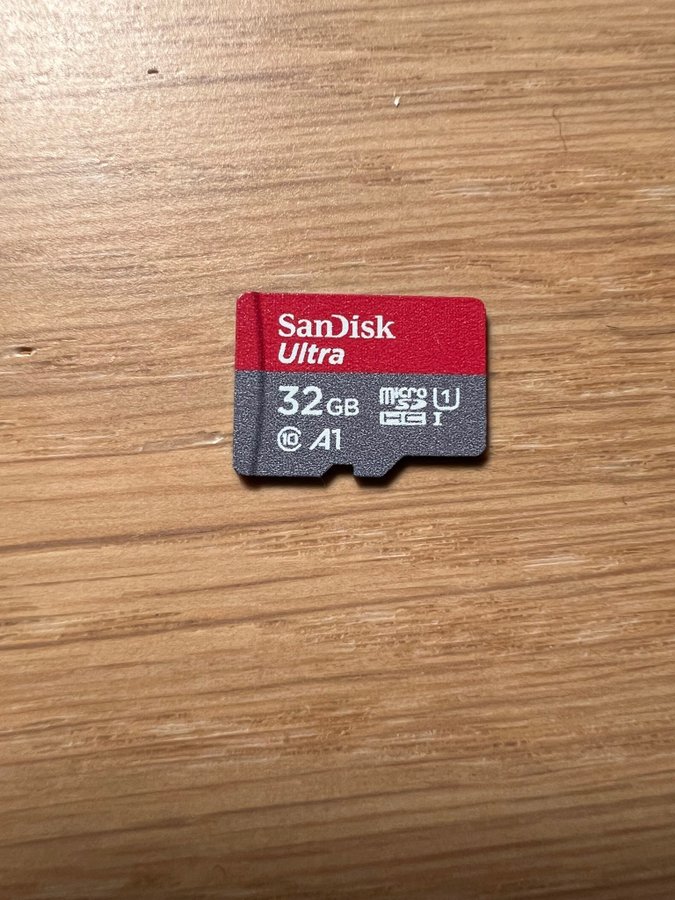 SanDisk
Ultra
32GB
micro SD HC I U1
10 A1